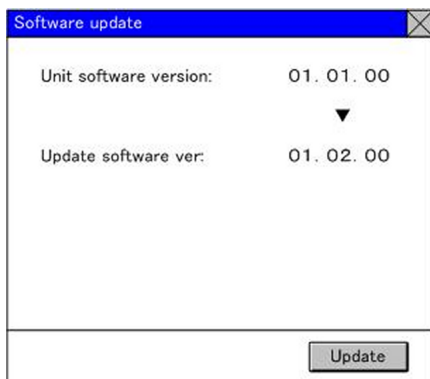 Software update
Unit software version: 01. 01. 00
▼
Update software ver: 01. 02. 00
Update